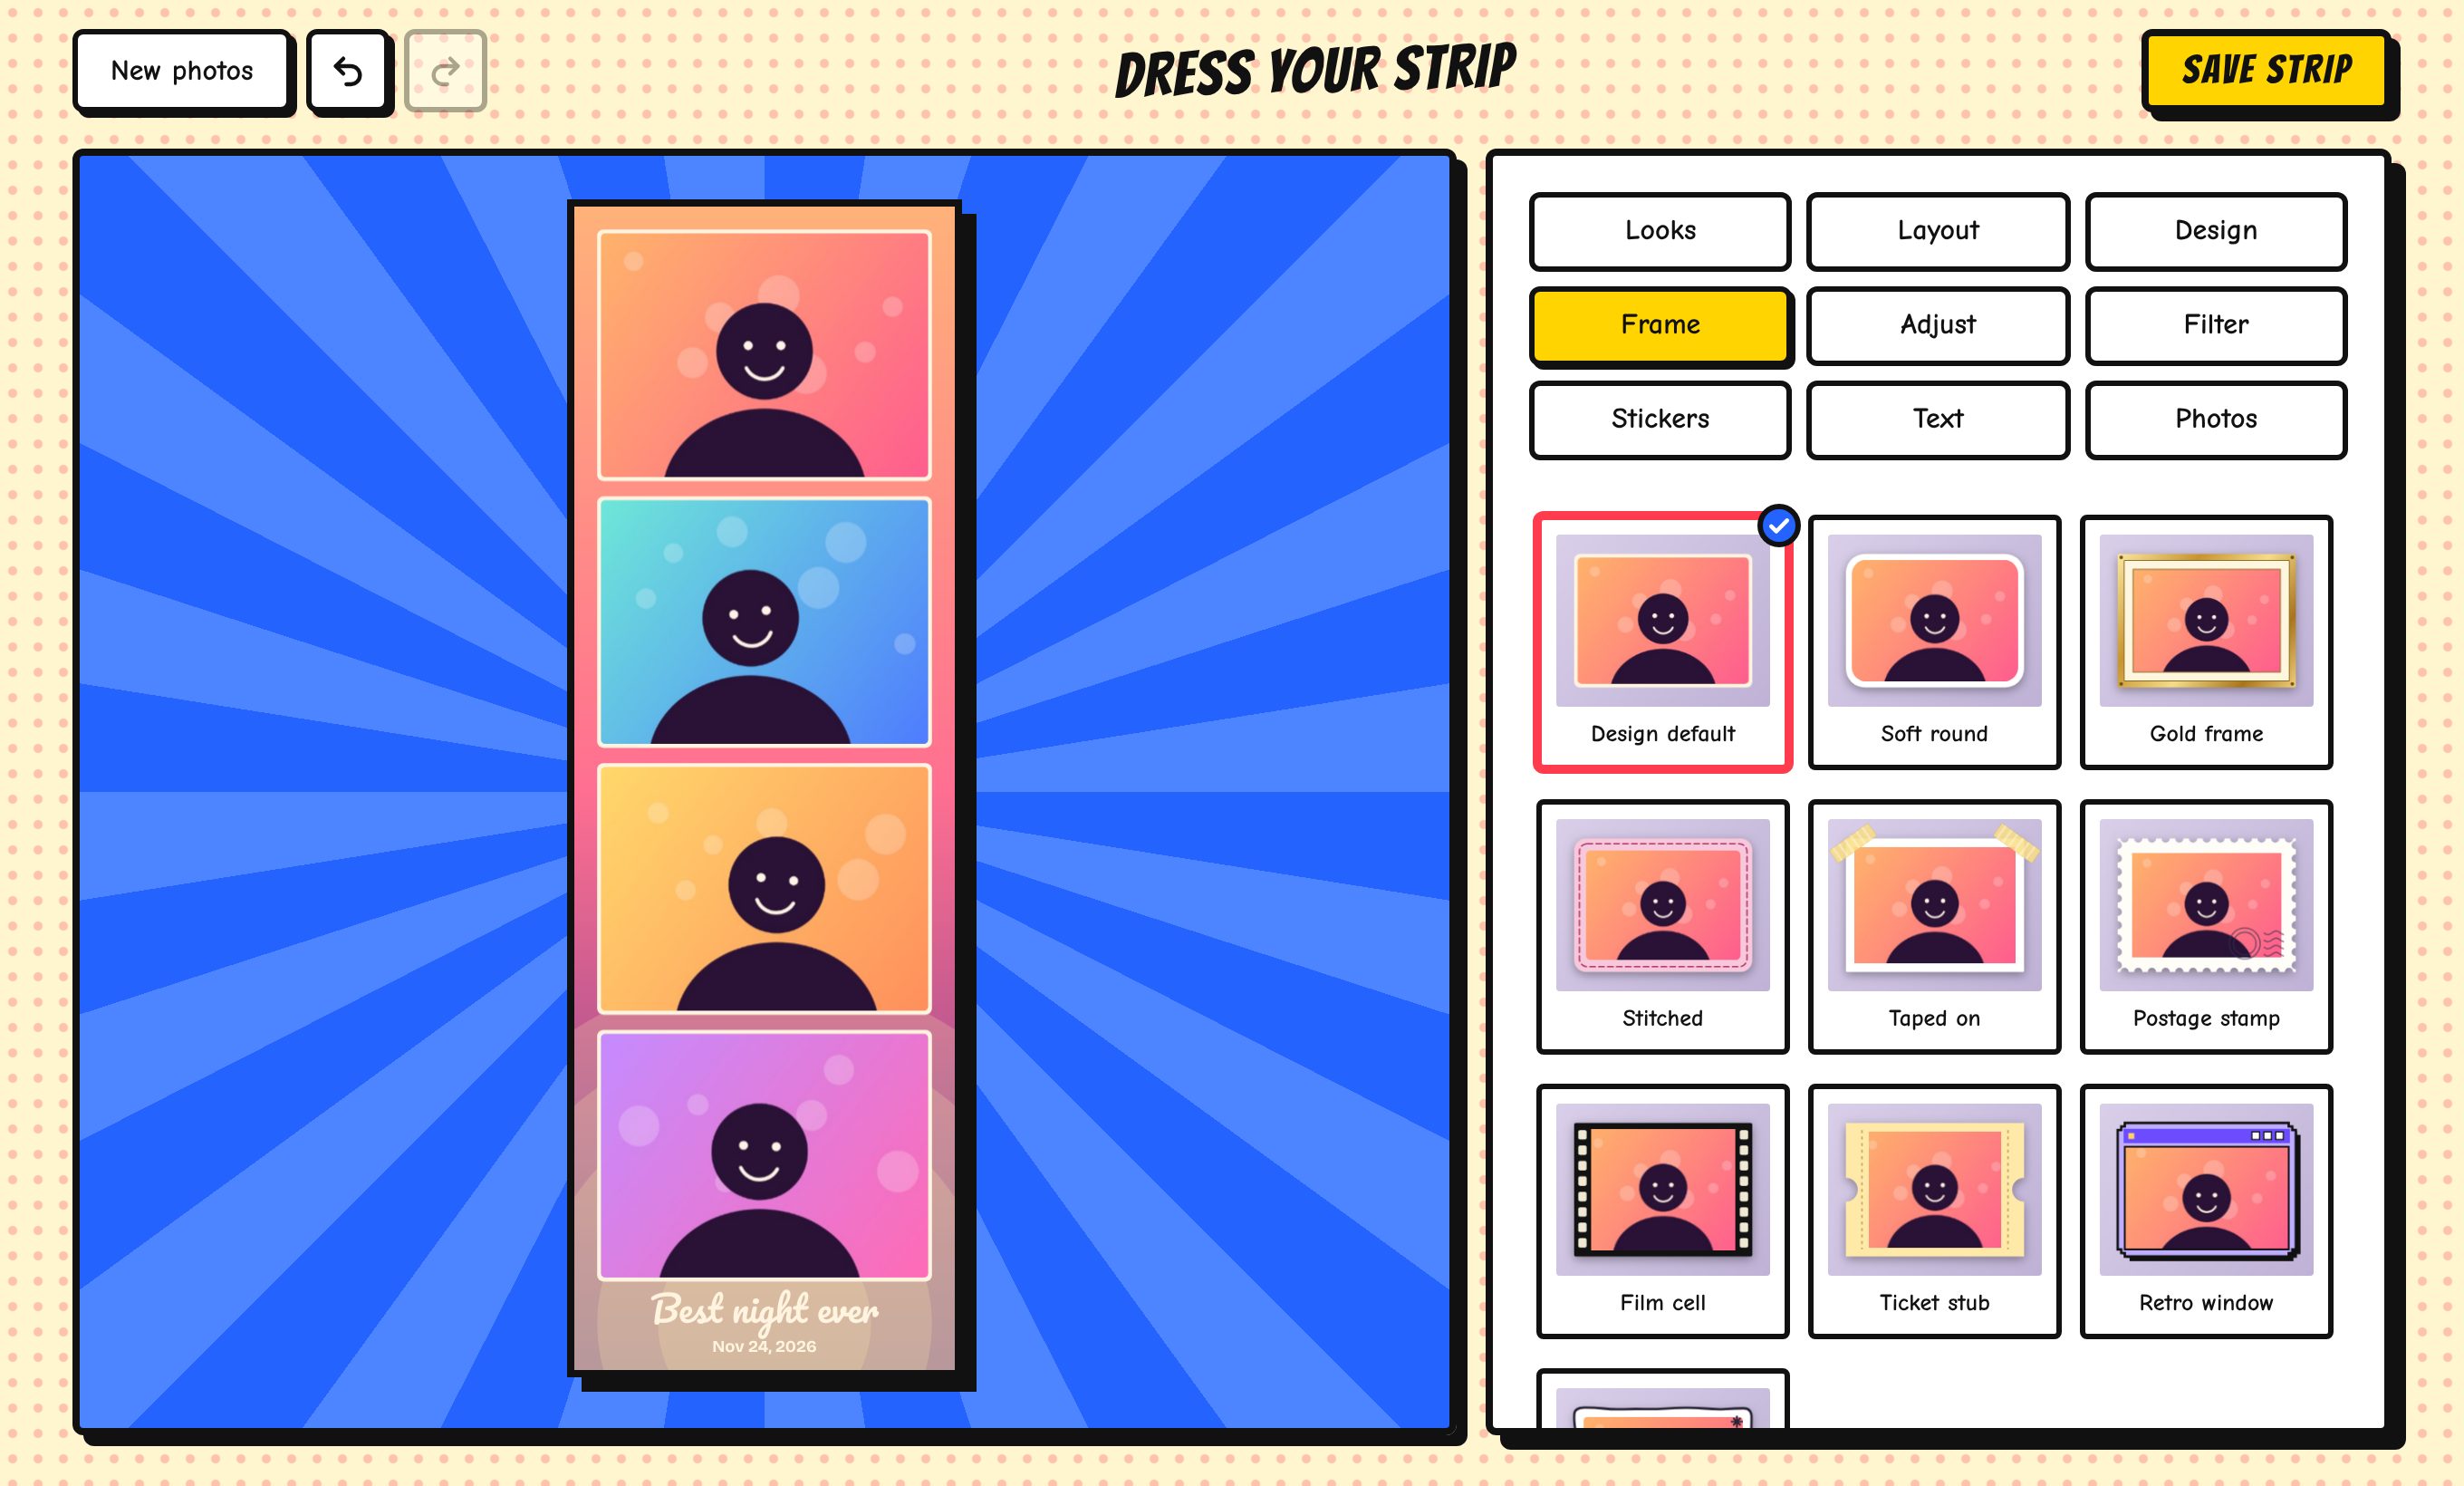 New photos
DRESS YOUR STRIP
SAVE STRIP
Looks
Layout
Design
Frame
Adjust
Filter
Stickers
Text
Photos
Design default
Soft round
Gold frame
Stitched
Taped on
Postage stamp
Film cell
Ticket stub
Retro window
Best night ever
Nov 24, 2026